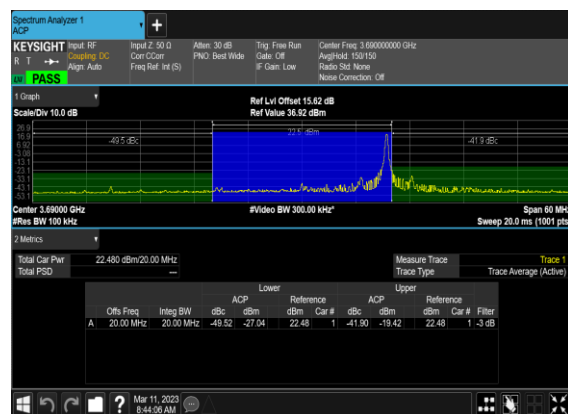 Spectrum Analyzer 1
ACP
KEYSIGHT Input: RF Input Z: 50 Ω Atten: 30 dB Trig: Free Run Center Freq: 3.690000000 GHz
R T Coupling: DC Corr CCorr PNO: Best Wide Gate: Off Avg|Hold: 150/150
Align: Auto Freq Ref: Int (S) IF Gain: Low Radio Std: None
PASS Noise Correction: Off
1 Graph
Ref Lvl Offset 15.62 dB
Scale/Div 10.0 dB Ref Value 36.92 dBm
26.9
16.9 22.5 dBm
6.92 -49.5 dBc -41.9 dBc
-3.08
-13.1
-23.1
-33.1
-43.1
-53.1
Center 3.69000 GHz #Video BW 300.00 kHz* Span 60 MHz
#Res BW 100 kHz Sweep 20.0 ms (1001 pts)
2 Metrics
Total Car Pwr 22.480 dBm/20.00 MHz Measure Trace Trace 1
Total PSD --- Trace Type Trace Average (Active)
Lower Upper
ACP Reference ACP Reference
Offs Freq Integ BW dBc dBm dBm Car # dBc dBm dBm Car # Filter
A 20.00 MHz 20.00 MHz -49.52 -27.04 22.48 1 -41.90 -19.42 22.48 1 -3 dB
Mar 11, 2023
8:44:06 AM